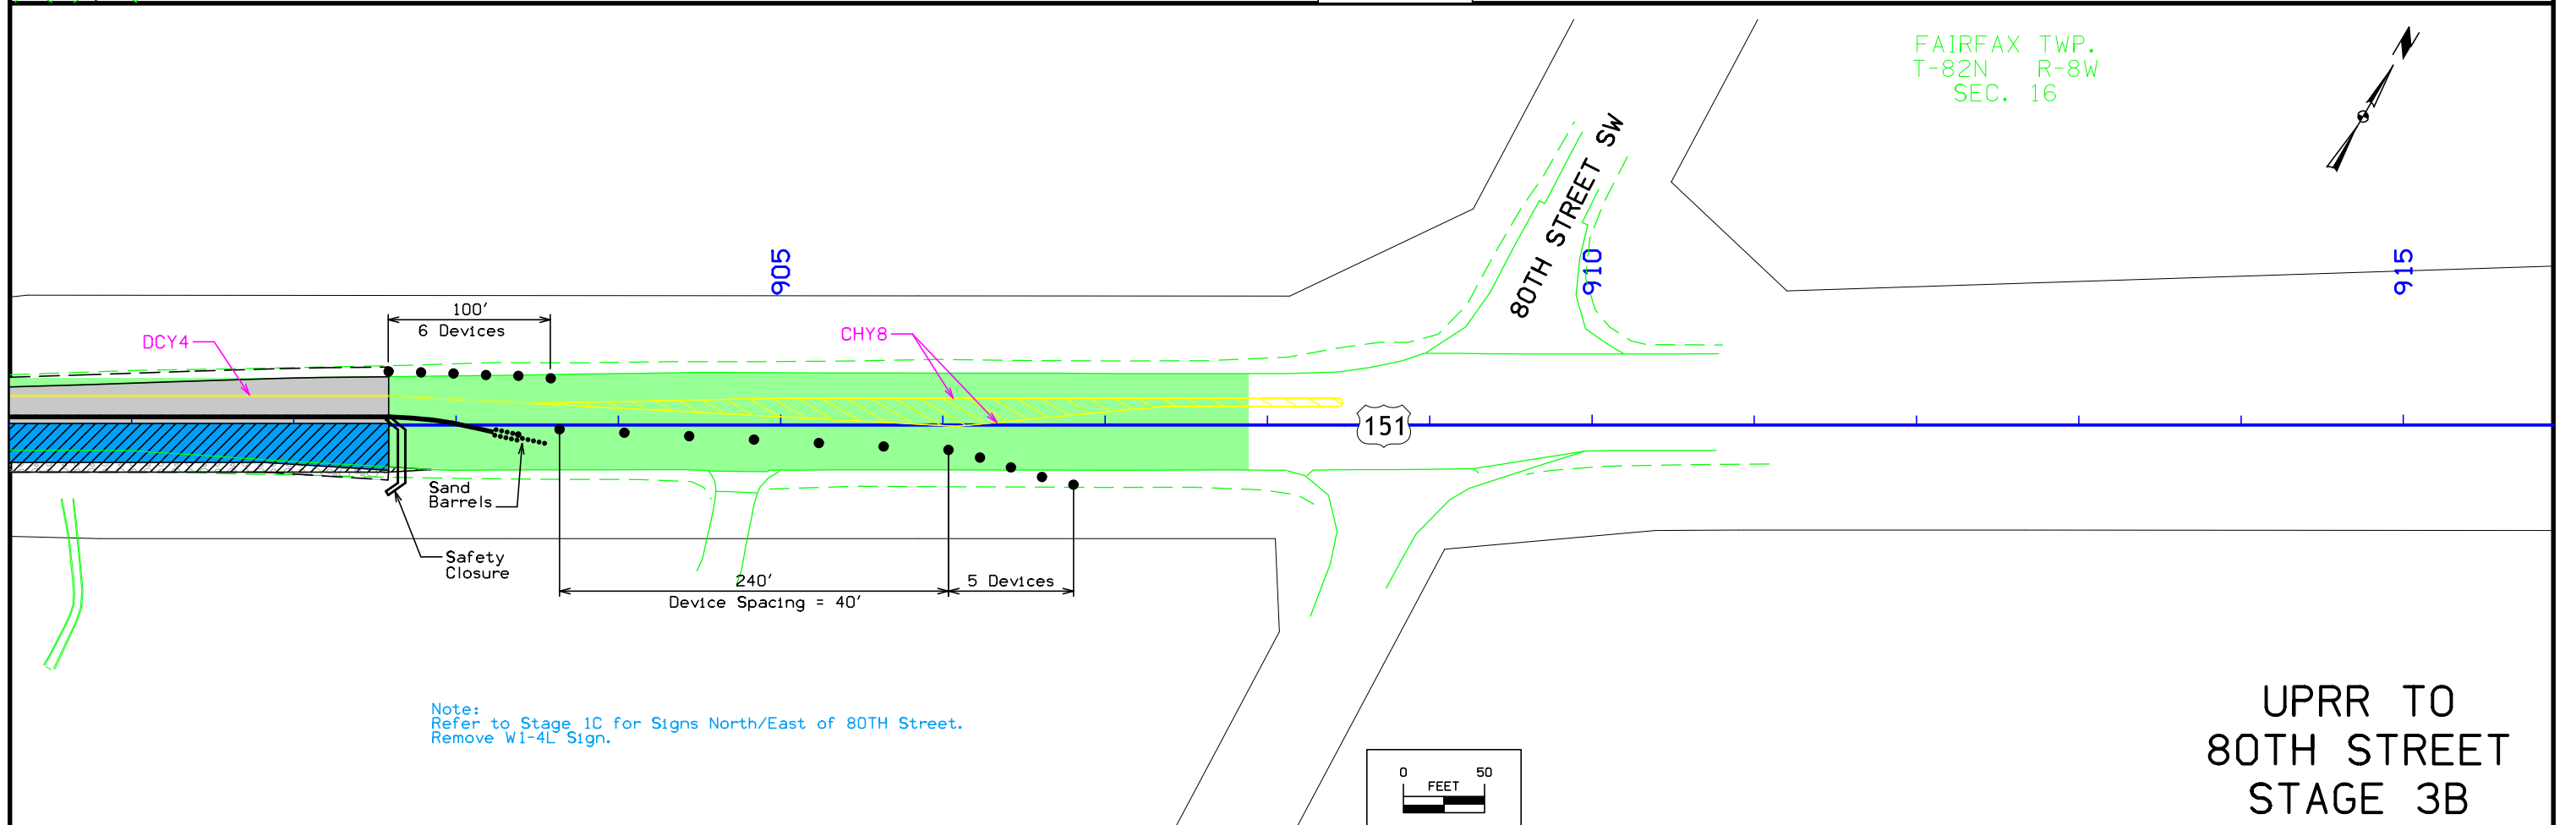 FAIRFAX TWP.
T-82N R-8W
SEC. 16
N
80TH STREET SW
905
910
915
100'
6 Devices
DCY4
CHY8
151
Sand
Barrels
Safety
Closure
240'
Device Spacing = 40'
5 Devices
Note:
Refer to Stage 1C for Signs North/East of 80TH Street.
Remove W1-4L Sign.
0 50
FEET
UPRR TO
80TH STREET
STAGE 3B